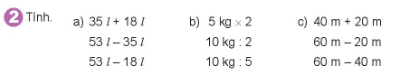 2 Tính.
a) 35 l + 18 l b) 5 kg × 2 c) 40 m + 20 m
53 l – 35 l 10 kg : 2 60 m – 20 m
53 l – 18 l 10 kg : 5 60 m – 40 m